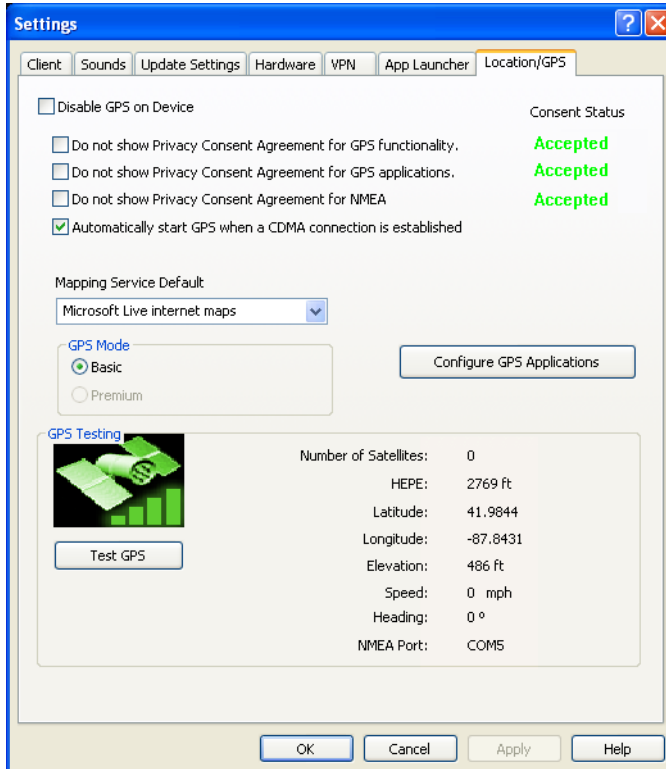 Settings
Client Sounds Update Settings Hardware VPN App Launcher Location/GPS
Disable GPS on Device
Consent Status
Do not show Privacy Consent Agreement for GPS functionality. Accepted
Do not show Privacy Consent Agreement for GPS applications. Accepted
Do not show Privacy Consent Agreement for NMEA Accepted
Automatically start GPS when a CDMA connection is established
Mapping Service Default
Microsoft Live internet maps
GPS Mode
Basic
Configure GPS Applications
Premium
GPS Testing
Number of Satellites: 0
HEPE: 2769 ft
Latitude: 41.9844
Longitude: -87.8431
Test GPS
Elevation: 486 ft
Speed: 0 mph
Heading: 0 º
NMEA Port: COM5
OK Cancel Apply Help